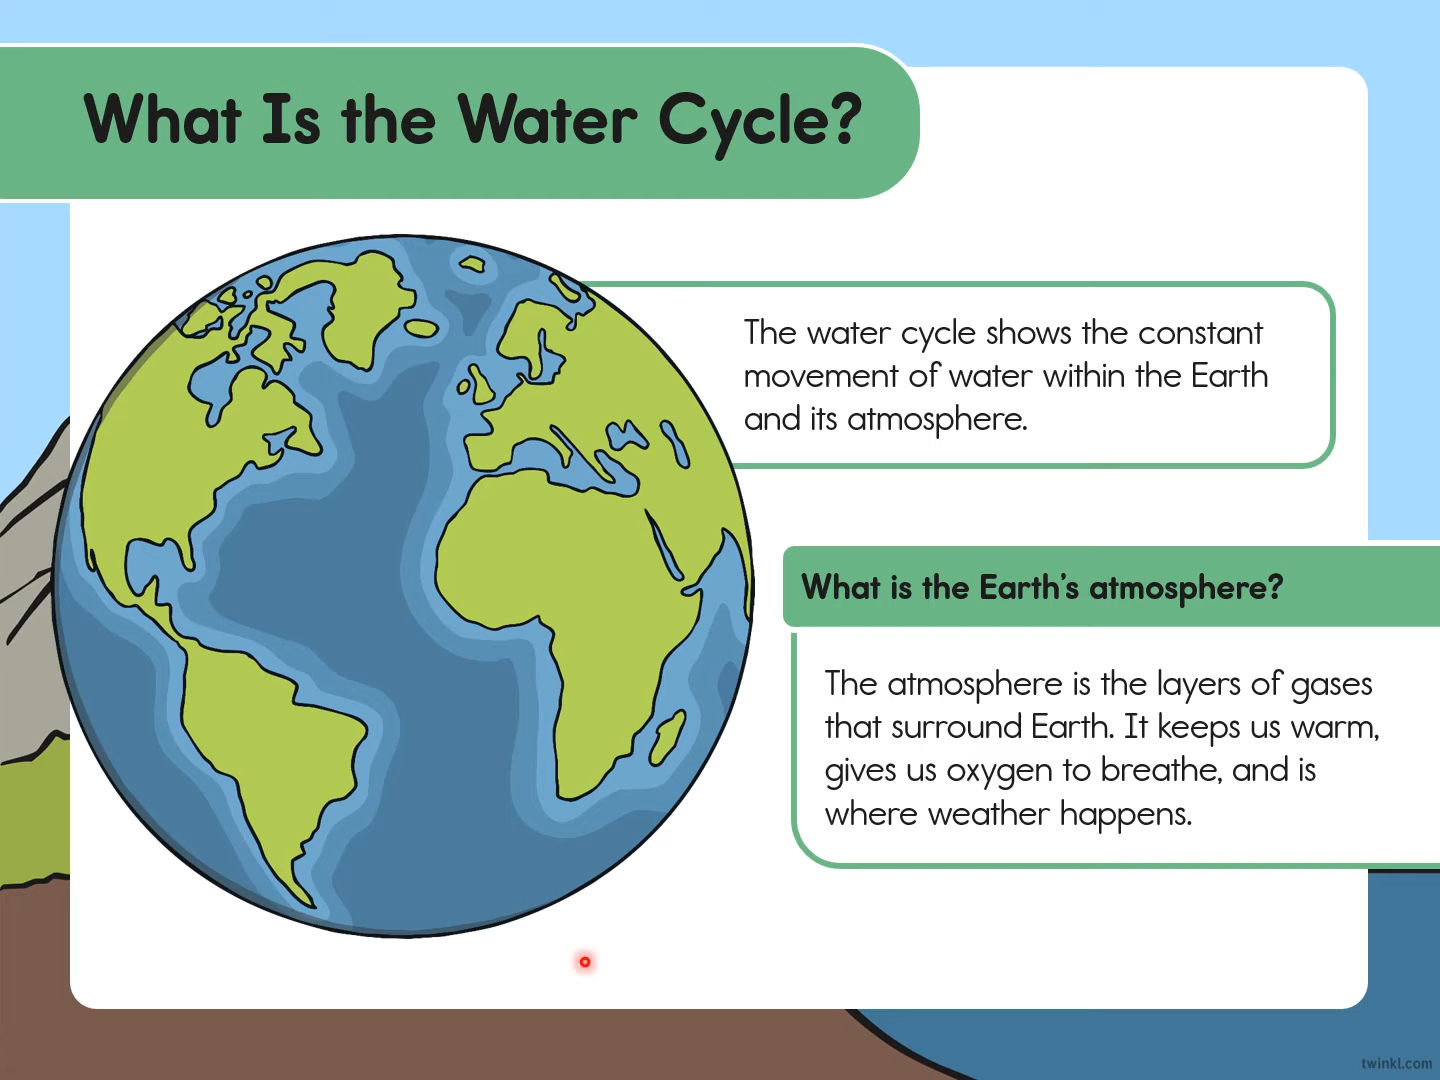 What Is the Water Cycle?
The water cycle shows the constant
movement of water within the Earth
and its atmosphere.
What is the Earth's atmosphere?
The atmosphere is the layers of gases
that surround Earth. It keeps us warm,
gives us oxygen to breathe, and is
where weather happens.
twinkl.com